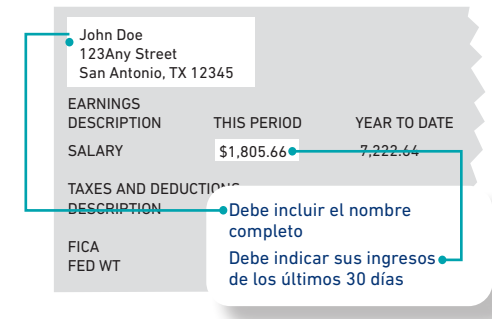 John Doe
123Any Street
San Antonio, TX 12345
EARNINGS
DESCRIPTION THIS PERIOD YEAR TO DATE
SALARY $1,805.66 7,222.64
TAXES AND DEDUCTIONS
DESCRIPTION
Debe incluir el nombre
completo
FICA
FED WT
Debe indicar sus ingresos
de los últimos 30 días